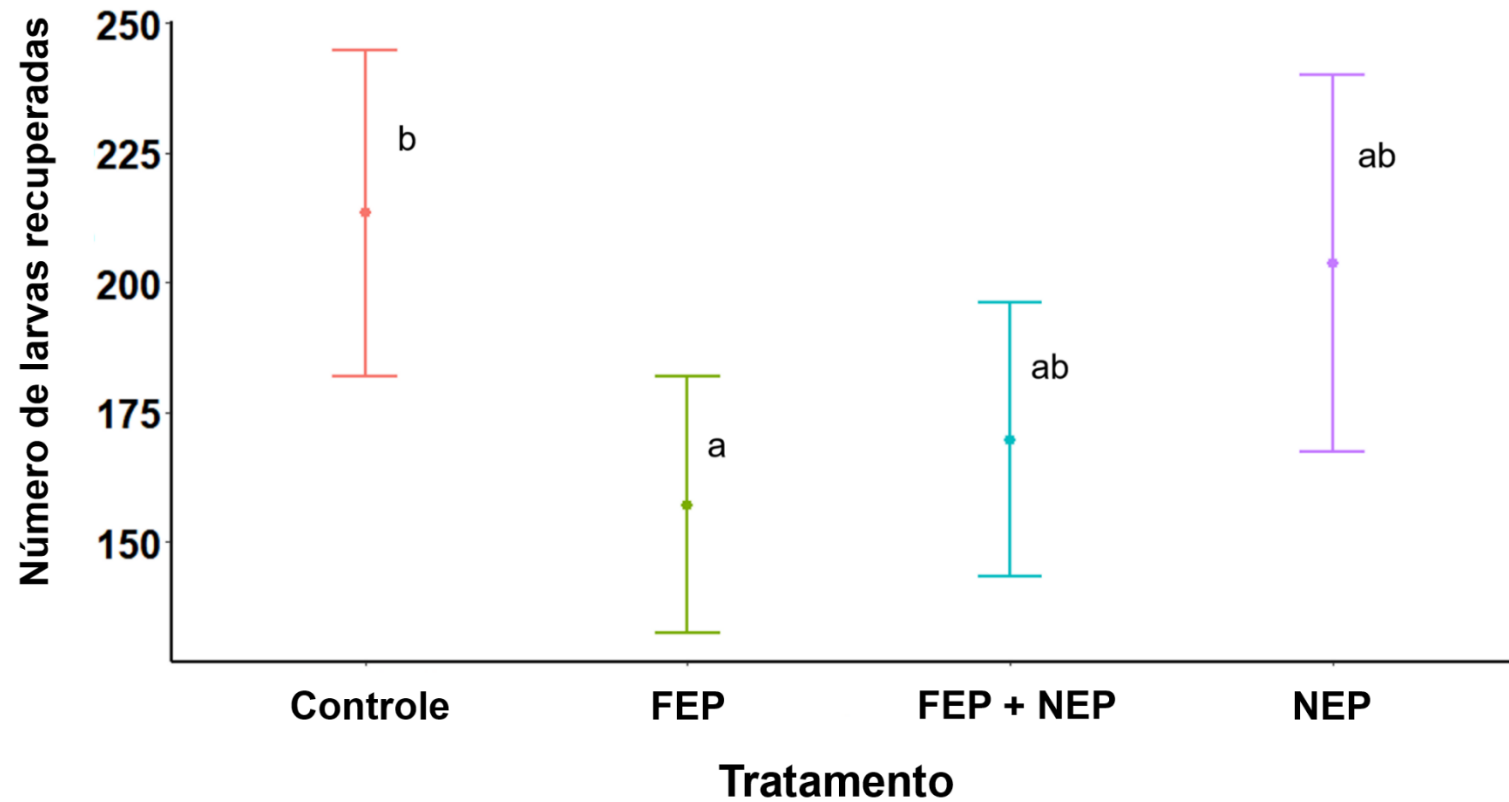 Número de larvas recuperadas
250
225
200
175
150
b
a
ab
ab
Controle
FEP
FEP + NEP
NEP
Tratamento